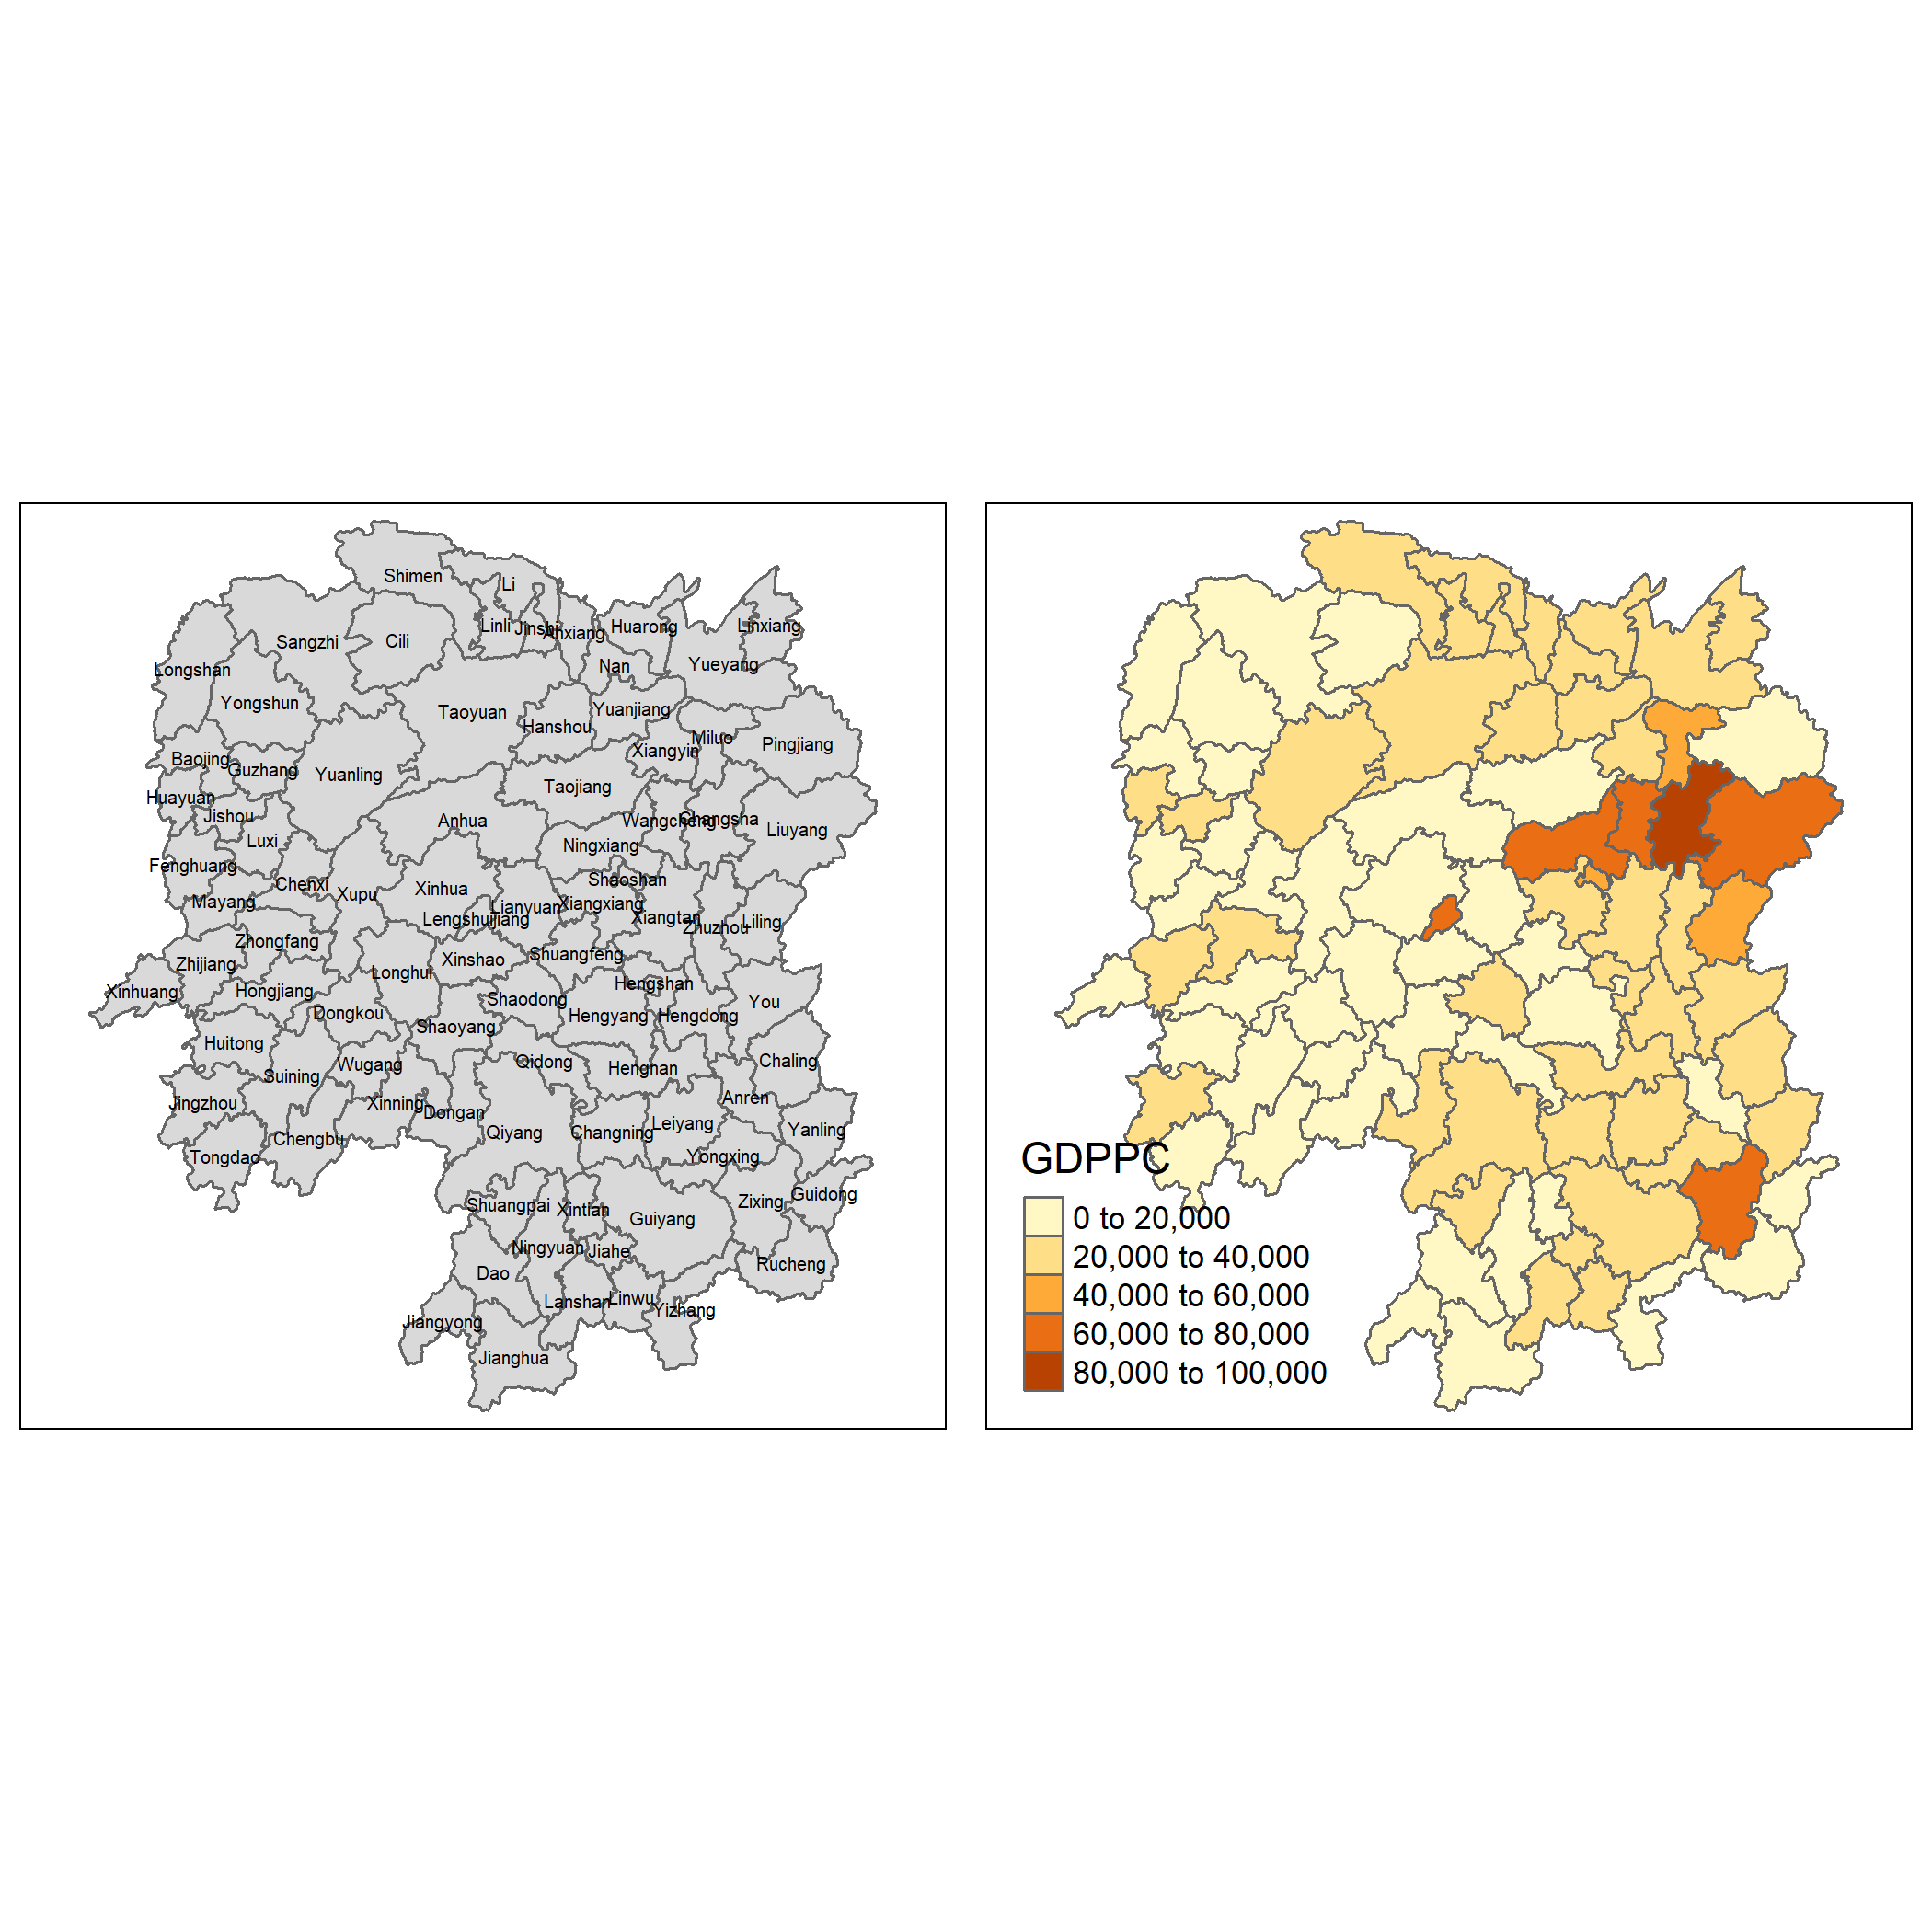 Shimen
Li
Linli
Jinshi
Anxiang
Huarong
Linxiang
Sangzhi
Cili
Nan
Yueyang
Longshan
Yongshun
Taoyuan
Hanshou
Yuanjiang
Miluo
Xiangyin
Pingjiang
Baojing
Guzhang
Yuanling
Taojiang
Huayuan
Jishou
Anhua
Wangcheng
Changsha
Liuyang
Luxi
Ningxiang
Fenghuang
Shaoshan
Chenxi
Xupu
Xinhua
Mayang
Lianyuan
Xiangxiang
Lengshuijiang
Xiangtan
Zhuzhou
Liling
Zhongfang
Zhijiang
Longhui
Xinshao
Shuangfeng
Xinhuang
Hongjiang
Hengshan
Shaodong
You
Dongkou
Shaoyang
Hengyang
Hengdong
Huitong
Wugang
Qidong
Hengnan
Chaling
Suining
Jingzhou
Xinning
Dongan
Anren
Chengbu
Qiyang
Changning
Leiyang
Yanling
Tongdao
Yongxing
Shuangpai
Xintian
Guiyang
Zixing
Guidong
Ningyuan
Jiahe
Dao
Rucheng
Lanshan
Linwu
Yizhang
Jiangyong
Jianghua
GDPPC
0 to 20,000
20,000 to 40,000
40,000 to 60,000
60,000 to 80,000
80,000 to 100,000